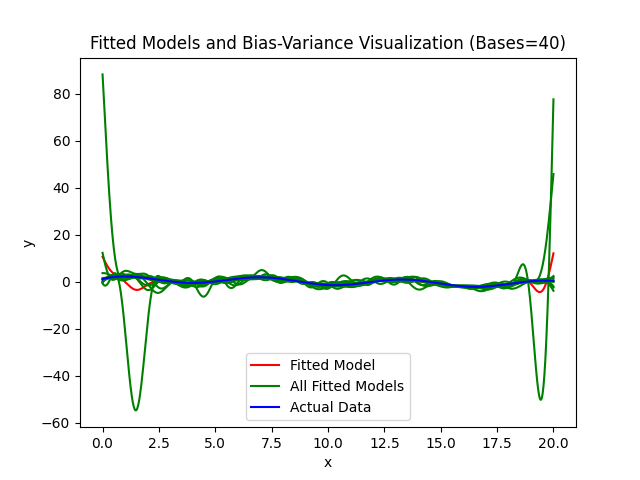 Fitted Models and Bias-Variance Visualization (Bases=40)
80
60
40
20
0
−20
−40
−60
y
Fitted Model
All Fitted Models
Actual Data
0.0 2.5 5.0 7.5 10.0 12.5 15.0 17.5 20.0
x